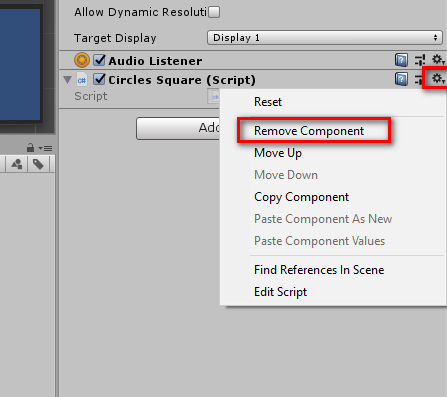 Allow Dynamic Resoluti
Target Display
Display 1
Audio Listener
Circles Square (Script)
Script
Add
Reset
Remove Component
Move Up
Move Down
Copy Component
Paste Component As New
Paste Component Values
Find References In Scene
Edit Script